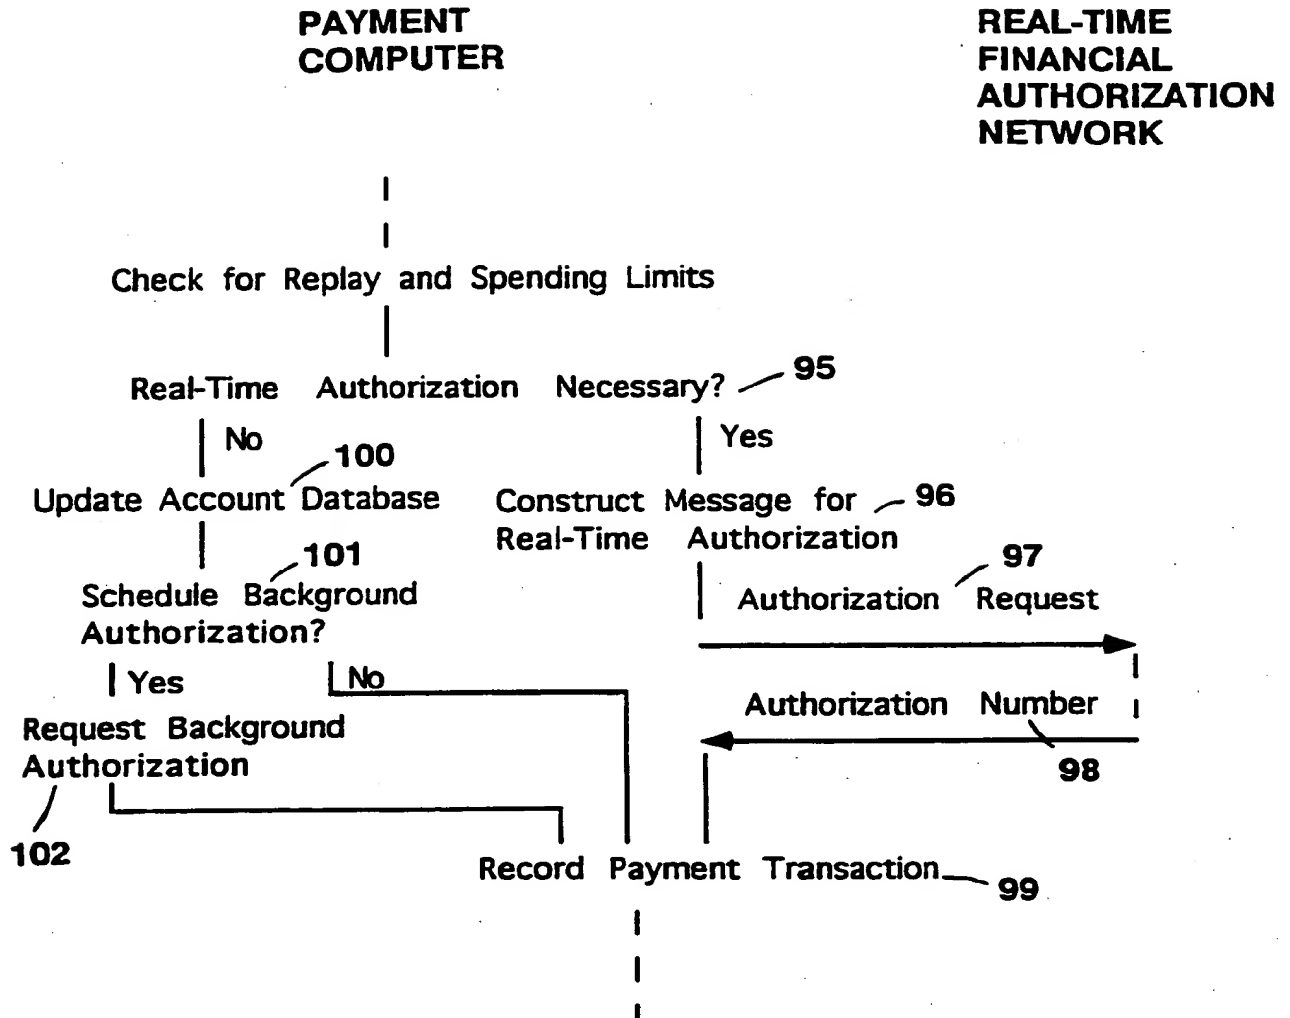 PAYMENT
COMPUTER
REAL-TIME
FINANCIAL
AUTHORIZATION
NETWORK
Check for Replay and Spending Limits
Real-Time Authorization Necessary?
95
No
Yes
100
Update Account Database
Construct Message for
Real-Time Authorization
96
101
97
Schedule Background
Authorization?
Authorization Request
Yes
No
Authorization Number
98
Request Background
Authorization
102
Record Payment Transaction
99